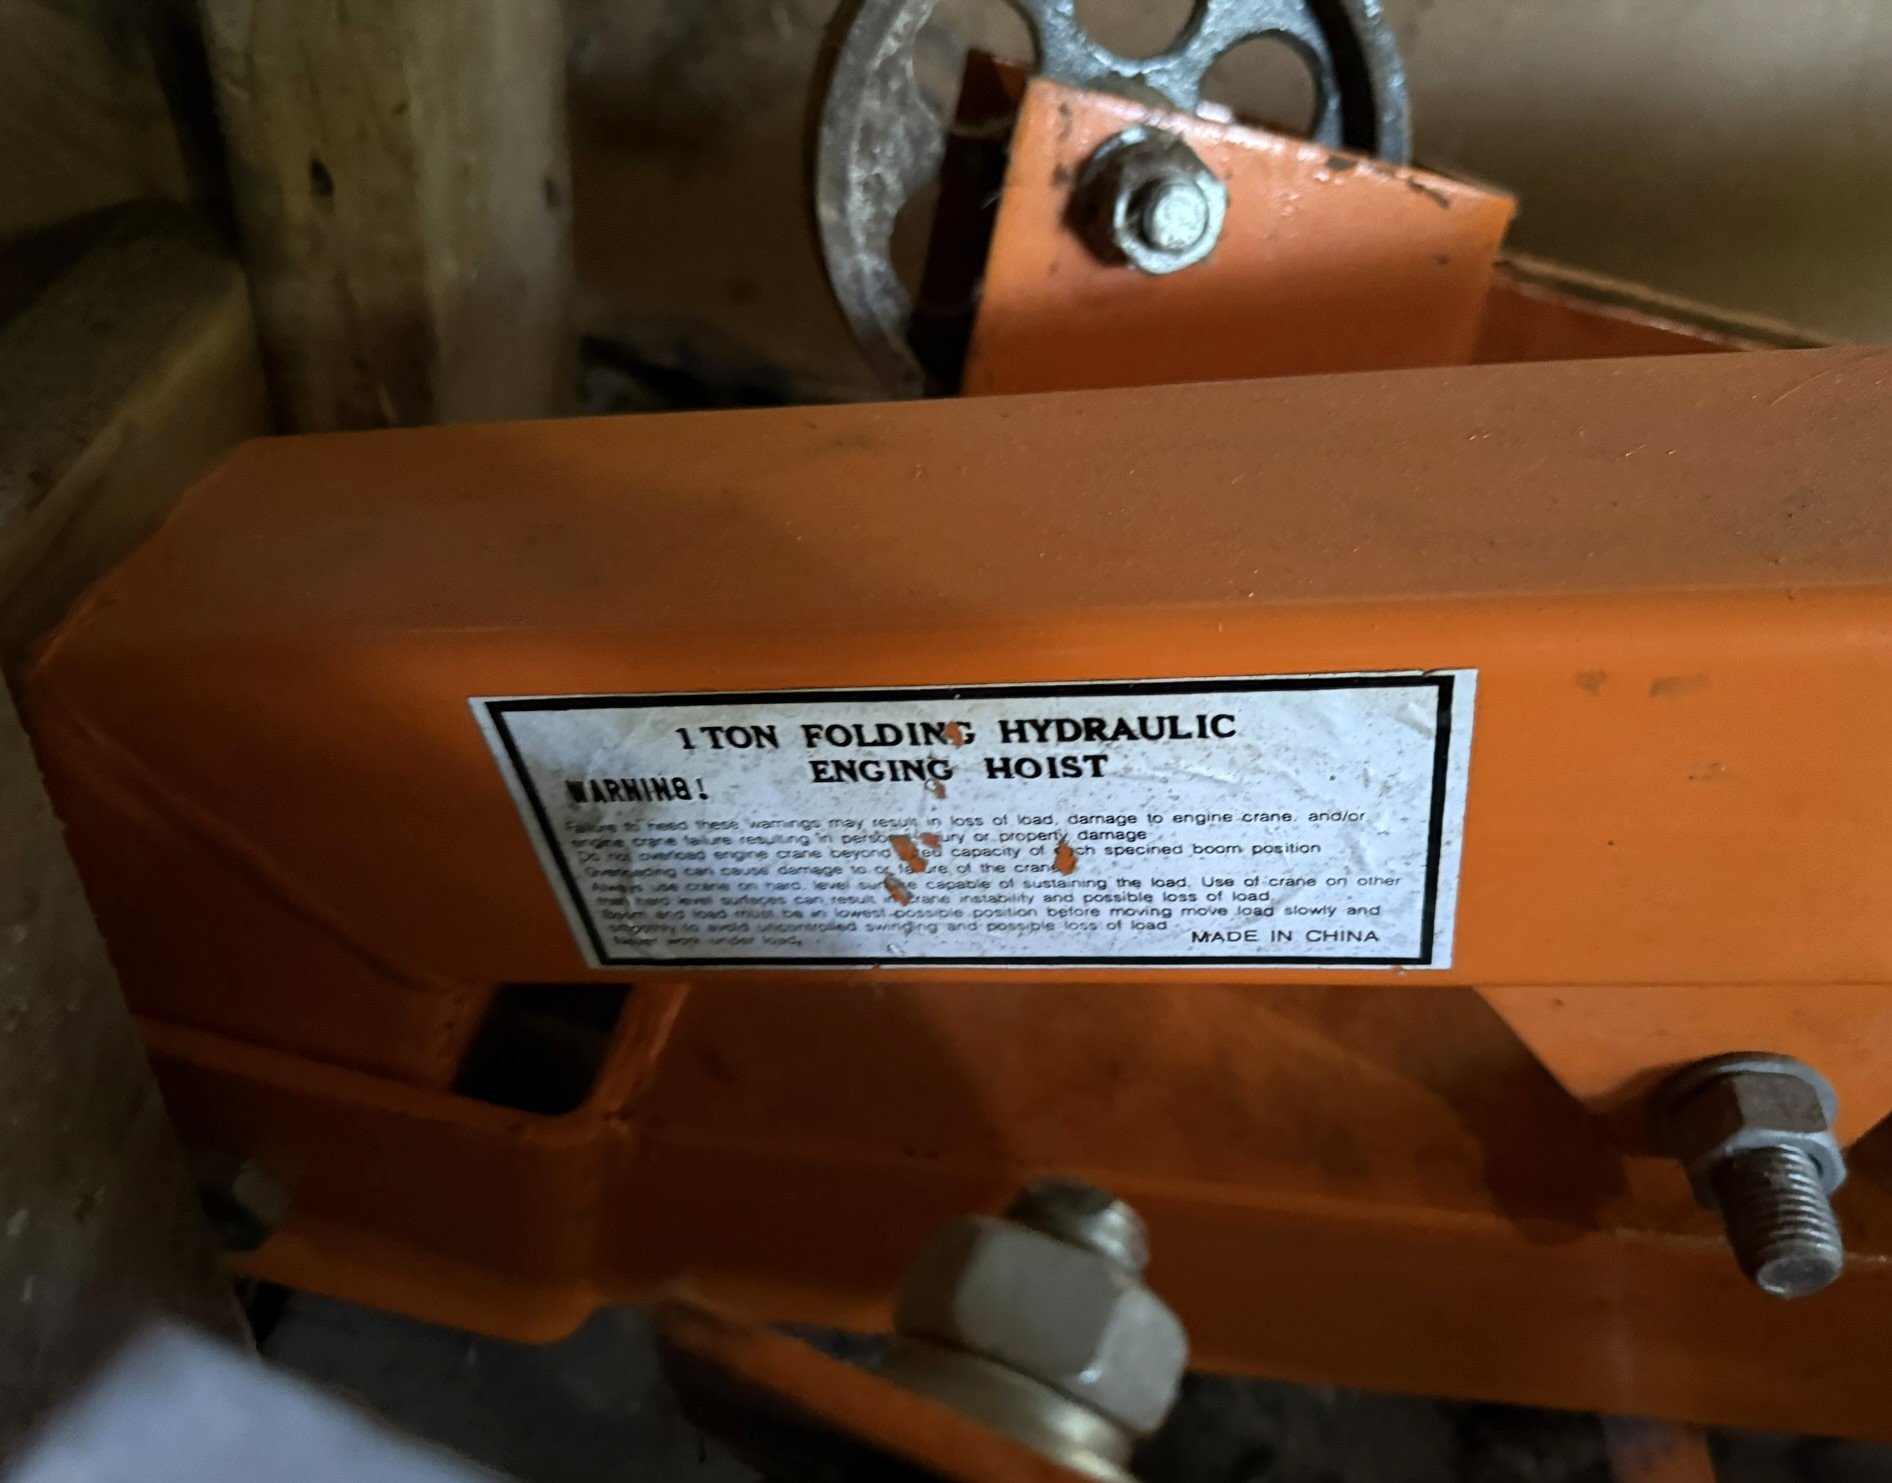 1 TON FOLDING HYDRAULIC
ENGING HOIST
WARNING!
Failure to heed these warnings may result in loss of load, damage to engine crane, and/or
engine crane failure resulting in property damage
Do not overload engine crane beyond capacity of specined boom position
Overloading can cause damage to or failure of the crane
Always use crane on hard, level surface capable of sustaining the load. Use of crane on other
than hard level surfaces can result in crane instability and possible loss of load.
Boom and load must be in lowest possible position before moving move load slowly and
smoothly to avoid uncontrolled swinging and possible loss of load
Never work under load.
MADE IN CHINA